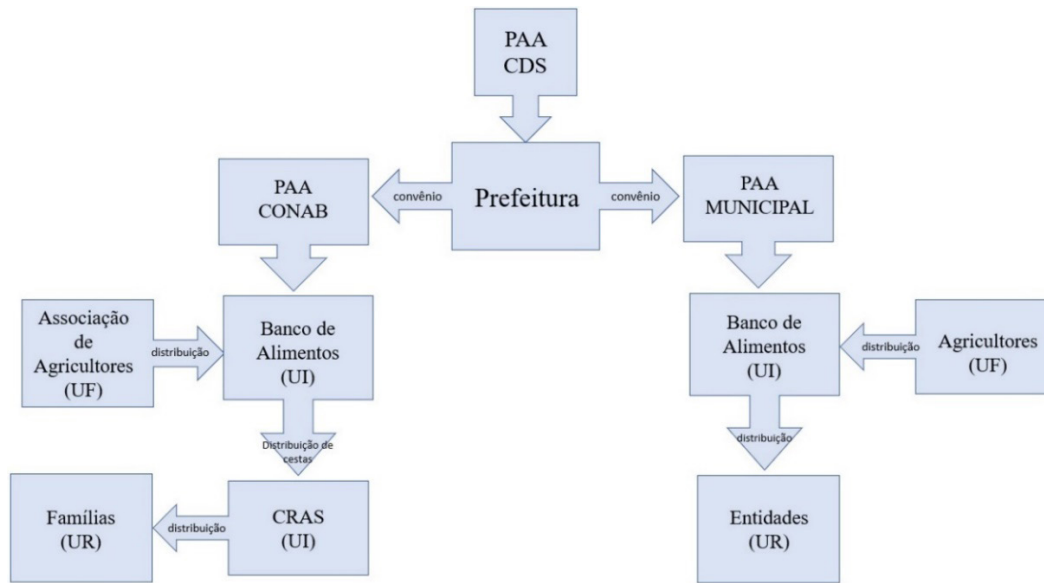 PAA
CDS
Prefeitura
convênio
convênio
PAA
CONAB
PAA
MUNICIPAL
Associação
de
Agricultores
(UF)
distribuição
Banco de
Alimentos
(UI)
Banco de
Alimentos
(UI)
distribuição
Agricultores
(UF)
Distribuição de
cestas
distribuição
Famílias
(UR)
distribuição
CRAS
(UI)
Entidades
(UR)